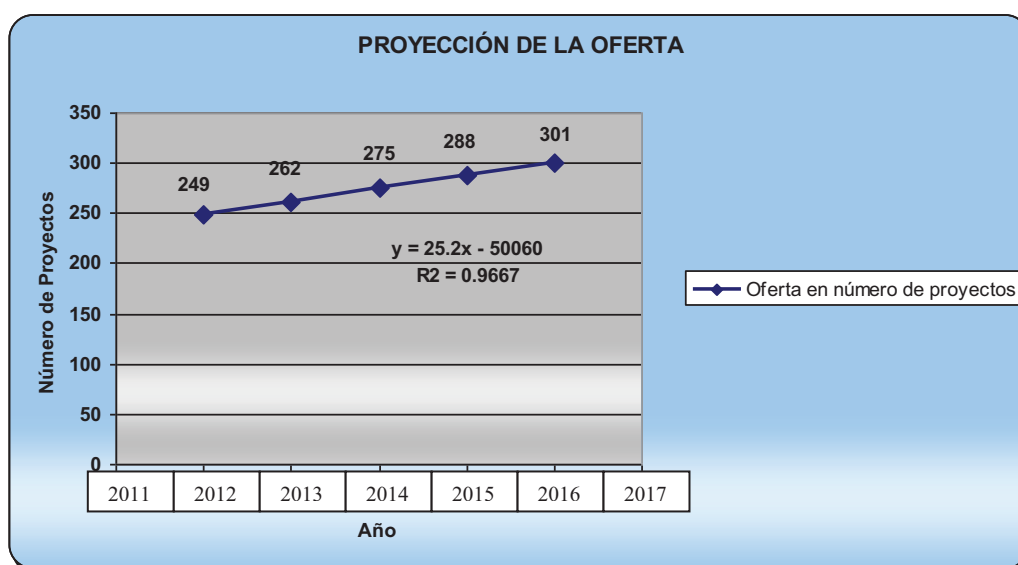 PROYECCIÓN DE LA OFERTA
350
300
250
200
150
100
50
0
Número de Proyectos
249
262
275
288
301
y = 25.2x - 50060
R2 = 0.9667
Oferta en número de proyectos
2011 2012 2013 2014 2015 2016 2017
Año